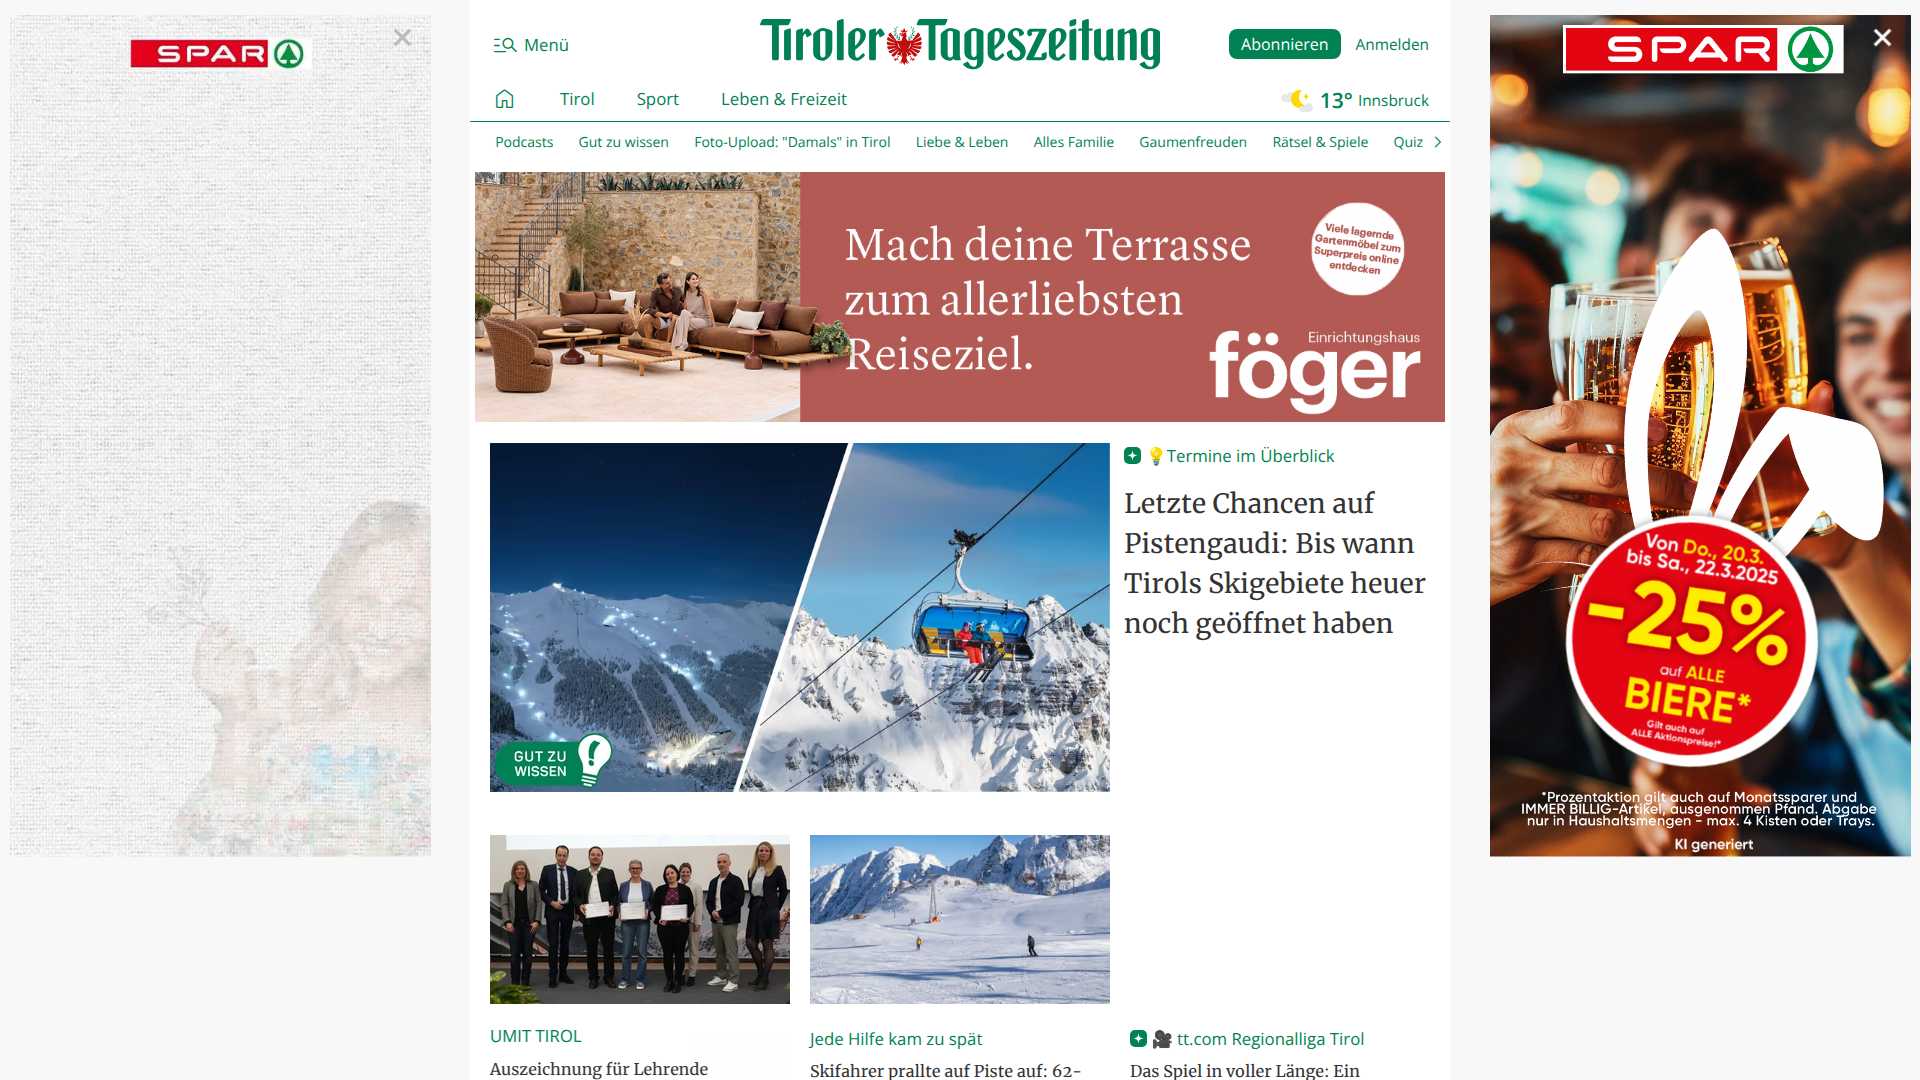 SPAR
Menü
Tiroler Tageszeitung
Abonnieren
Anmelden
Tirol
Sport
Leben & Freizeit
13° Innsbruck
Podcasts
Gut zu wissen
Foto-Upload: "Damals" in Tirol
Liebe & Leben
Alles Familie
Gaumenfreuden
Rätsel & Spiele
Quiz
Mach deine Terrasse
zum allerliebsten
Reiseziel.
Viele lagernde
Gartenmöbel zum
Superpreis online
entdecken
Einrichtungshaus
föger
GUT ZU
WISSEN
💡Termine im Überblick
Letzte Chancen auf
Pistengaudi: Bis wann
Tirols Skigebiete heuer
noch geöffnet haben
UMIT TIROL
Auszeichnung für Lehrende
Jede Hilfe kam zu spät
Skifahrer prallte auf Piste auf: 62-
🎥 tt.com Regionalliga Tirol
Das Spiel in voller Länge: Ein
SPAR
Von Do., 20.3.
bis Sa., 22.3.2025
-25%
auf ALLE
BIERE*
Gilt auch auf
ALLE Aktionspreise!*
*Prozentaktion gilt auch auf Monatssparer und
IMMER BILLIG-Artikel, ausgenommen Pfand. Abgabe
nur in Haushaltsmengen - max. 4 Kisten oder Trays.
KI generiert